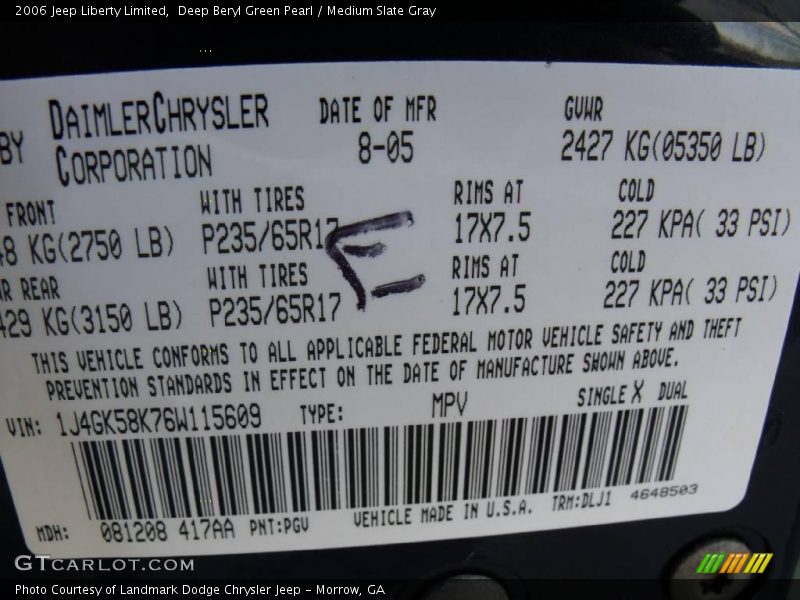 2006 Jeep Liberty Limited,  Deep Beryl Green Pearl / Medium Slate Gray
BY DAIMLERCHRYSLER CORPORATION
DATE OF MFR
8-05
GVWR
2427 KG(05350 LB)
FRONT WITH TIRES RIMS AT COLD
48 KG(2750 LB) P235/65R17 17X7.5 227 KPA( 33 PSI)
E
REAR WITH TIRES RIMS AT COLD
429 KG(3150 LB) P235/65R17 17X7.5 227 KPA( 33 PSI)
THIS VEHICLE CONFORMS TO ALL APPLICABLE FEDERAL MOTOR VEHICLE SAFETY AND THEFT
PREVENTION STANDARDS IN EFFECT ON THE DATE OF MANUFACTURE SHOWN ABOVE.
VIN: 1J4GK58K76W115609 TYPE: MPV SINGLE X DUAL
MDH: 081208 417AA PNT:PGV VEHICLE MADE IN U.S.A. TRM:DLJ1 4648503
GTCARLOT.COM
Photo Courtesy of Landmark Dodge Chrysler Jeep - Morrow, GA